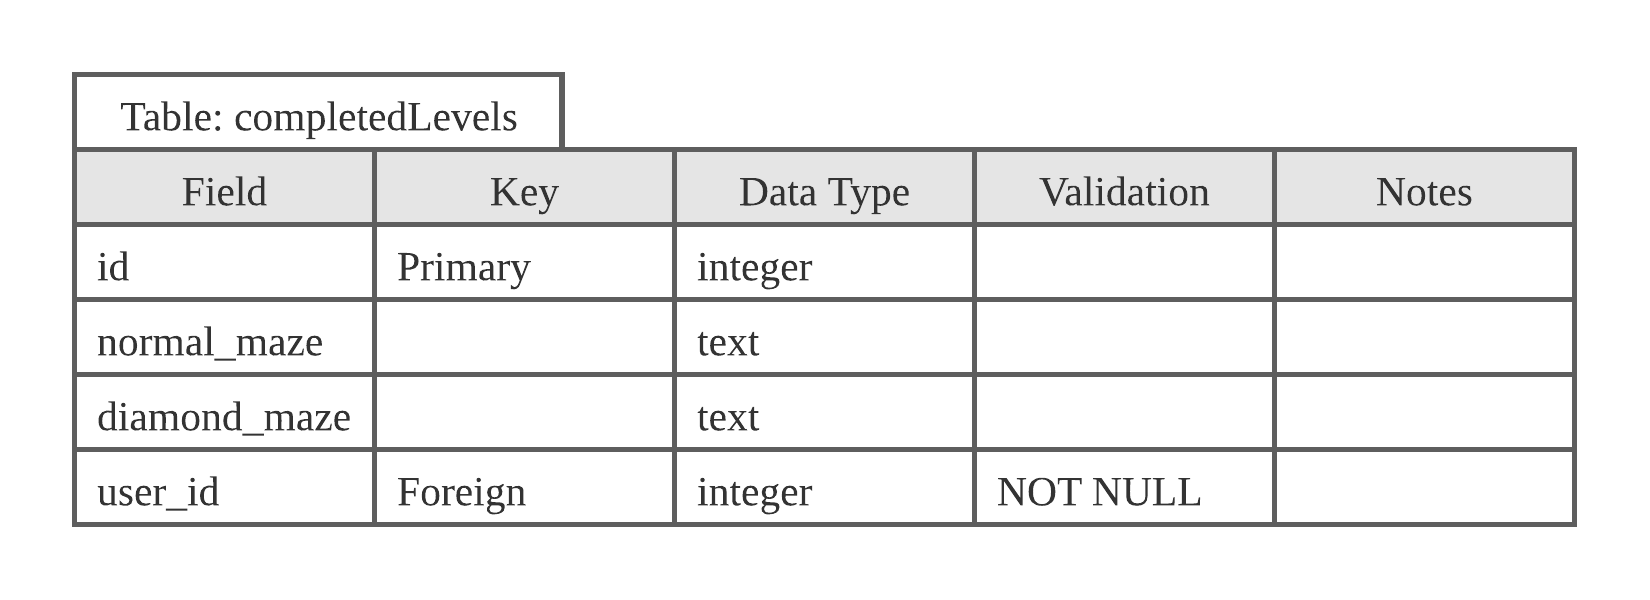 Table: completedLevels
Field Key Data Type Validation Notes
id Primary integer
normal_maze text
diamond_maze text
user_id Foreign integer NOT NULL